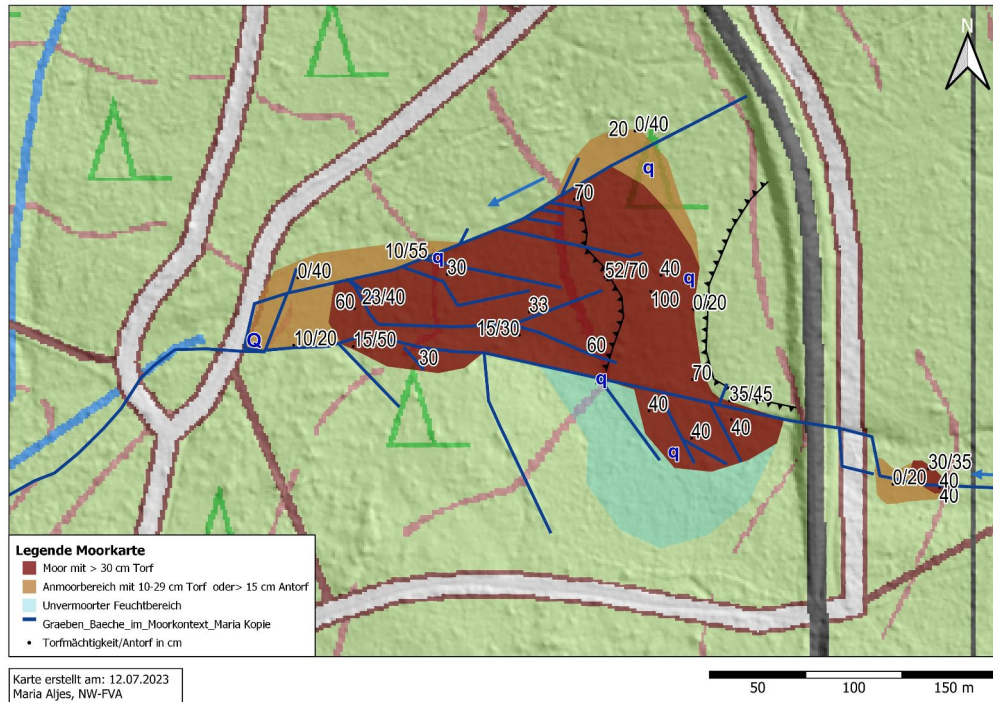 N
20 0/40
q
70
10/55
q
30
0/40
52/70
40
q
23/40
60
100
0/20
33
15/30
Q
10/20
15/50
60
30
70
q
35/45
40
40
40
q
30/35
0/20
40
40
Legende Moorkarte
Moor mit > 30 cm Torf
Anmoorbereich mit 10-29 cm Torf oder> 15 cm Antorf
Unvermoorter Feuchtbereich
Graeben_Baeche_im_Moorkontext_Maria Kopie
Torfmächtigkeit/Antorf in cm
Karte erstellt am: 12.07.2023
Maria Aljes, NW-FVA
50 100 150 m